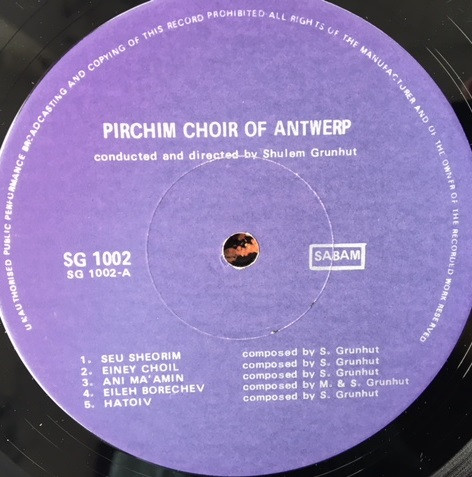 UNAUTHORISED PUBLIC PERFORMANCE BROADCASTING AND COPYING OF THIS RECORD PROHIBITED ALL RIGHTS OF THE MANUFACTURER AND OF THE OWNER OF THE RECORDED WORK RESERVED
PIRCHIM CHOIR OF ANTWERP
conducted and directed by Shulem Grunhut
SG 1002
SG 1002-A
SABAM
1. SEU SHEORIM composed by S. Grunhut
2. EINEY CHOIL composed by S. Grunhut
3. ANI MA'AMIN composed by S. Grunhut
4. EILEH BORECHEV composed by M. & S. Grunhut
5. HATOIV composed by S. Grunhut